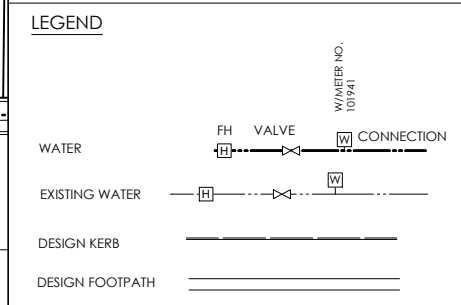 LEGEND
W/METER NO.
101941
FH VALVE W CONNECTION
WATER H
W
EXISTING WATER H
DESIGN KERB
DESIGN FOOTPATH